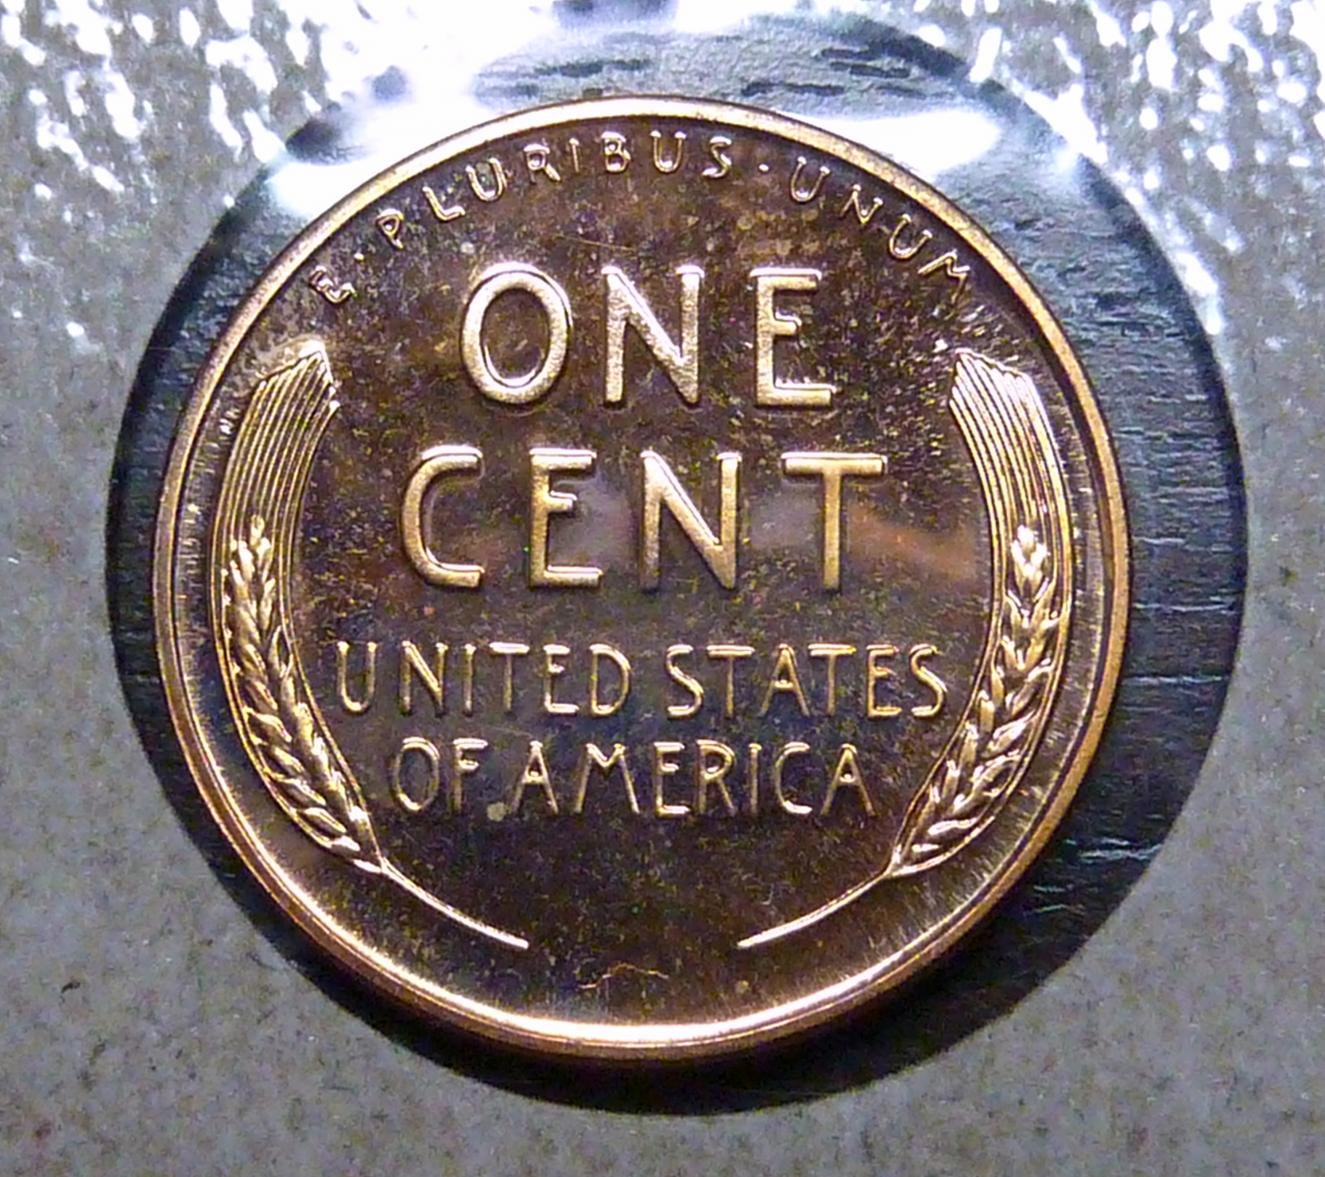 E·PLURIBUS·UNUM
ONE
CENT
UNITED STATES
OF AMERICA